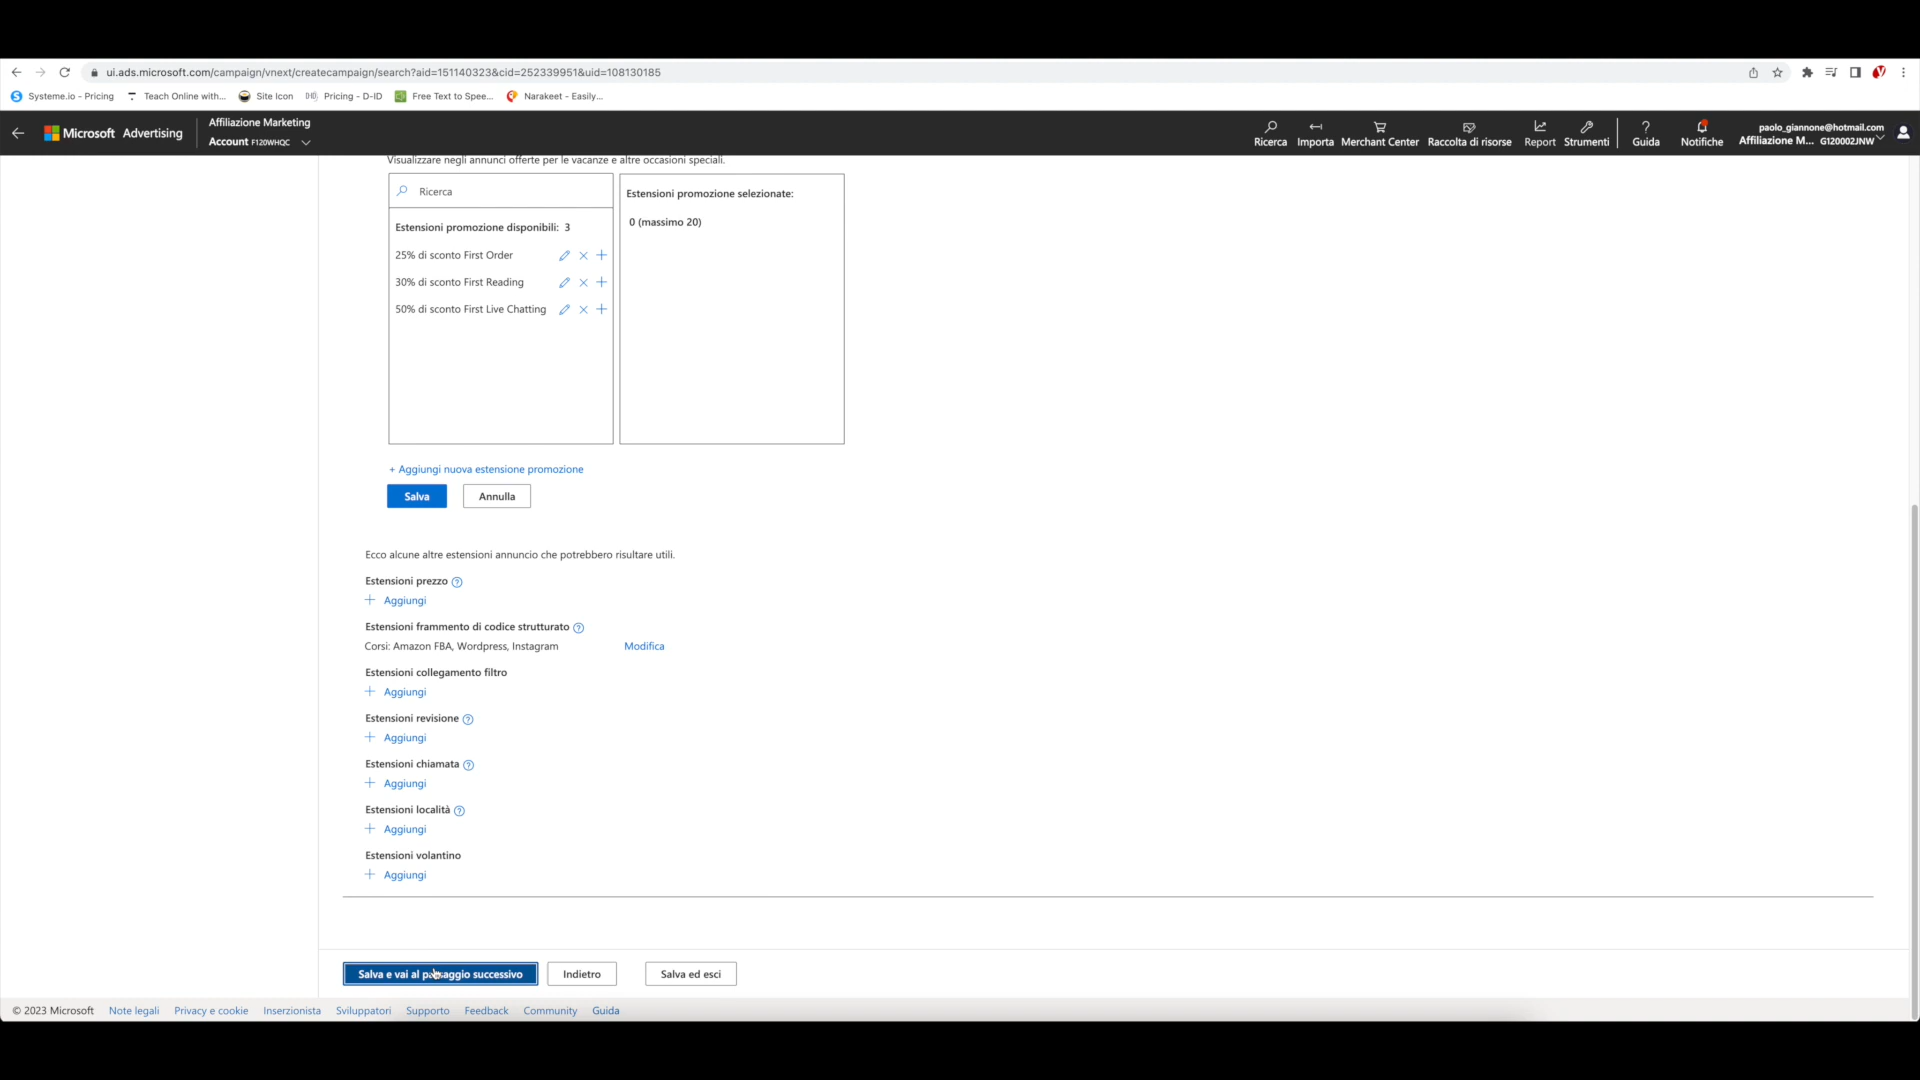 ui.ads.microsoft.com/campaign/vnext/createcampaign/search?aid=151140323&cid=252339951&uid=108130185
Systeme.io - Pricing
Teach Online with...
Site Icon
Pricing - D-ID
Free Text to Spee...
Narakeet - Easily...
Microsoft Advertising
Affiliazione Marketing
Account F120WHQC
Ricerca
Importa
Merchant Center
Raccolta di risorse
Report
Strumenti
Guida
Notifiche
paolo_giannone@hotmail.com
Affiliazione M... G120002JNW
Visualizzare negli annunci offerte per le vacanze e altre occasioni speciali.
Ricerca
Estensioni promozione disponibili: 3
25% di sconto First Order
30% di sconto First Reading
50% di sconto First Live Chatting
Estensioni promozione selezionate:
0 (massimo 20)
+ Aggiungi nuova estensione promozione
Salva
Annulla
Ecco alcune altre estensioni annuncio che potrebbero risultare utili.
Estensioni prezzo
Aggiungi
Estensioni frammento di codice strutturato
Corsi: Amazon FBA, Wordpress, Instagram
Modifica
Estensioni collegamento filtro
Aggiungi
Estensioni revisione
Aggiungi
Estensioni chiamata
Aggiungi
Estensioni località
Aggiungi
Estensioni volantino
Aggiungi
Salva e vai al passaggio successivo
Indietro
Salva ed esci
© 2023 Microsoft
Note legali
Privacy e cookie
Inserzionista
Sviluppatori
Supporto
Feedback
Community
Guida